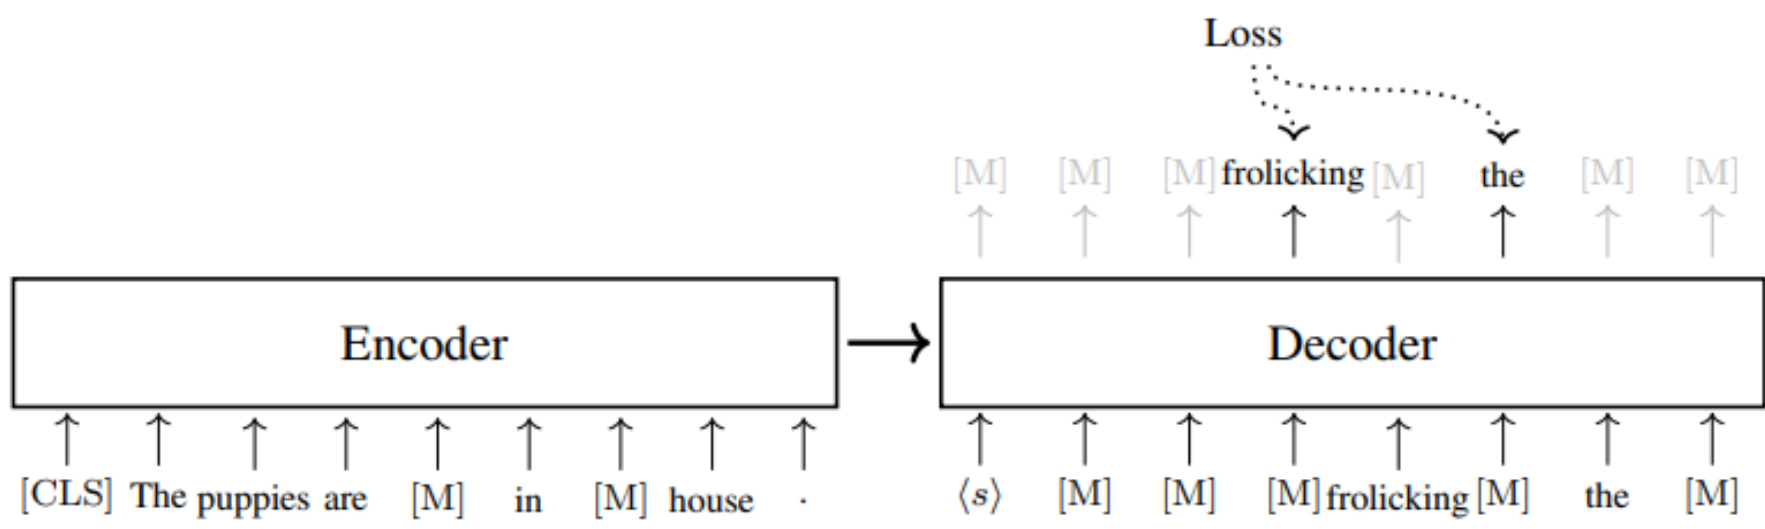 Loss
[M] [M] [M] frolicking [M] the [M] [M]
Encoder Decoder
[CLS] The puppies are [M] in [M] house . ⟨s⟩ [M] [M] [M] frolicking [M] the [M]